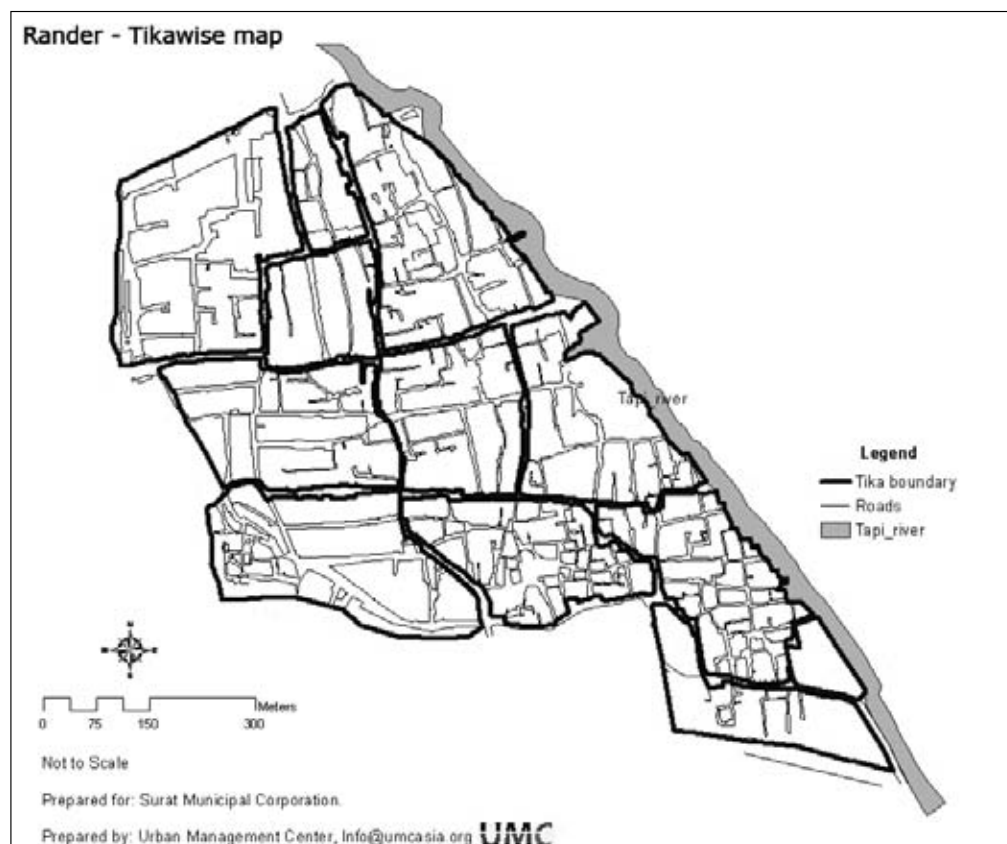 Rander - Tikawise map
Tapi_river
Legend
Tika boundary
Roads
Tapi_river
N
W E
S
Meters
0 75 150 300
Not to Scale
Prepared for: Surat Municipal Corporation.
Prepared by: Urban Management Center, Info@umcasia.org UMC